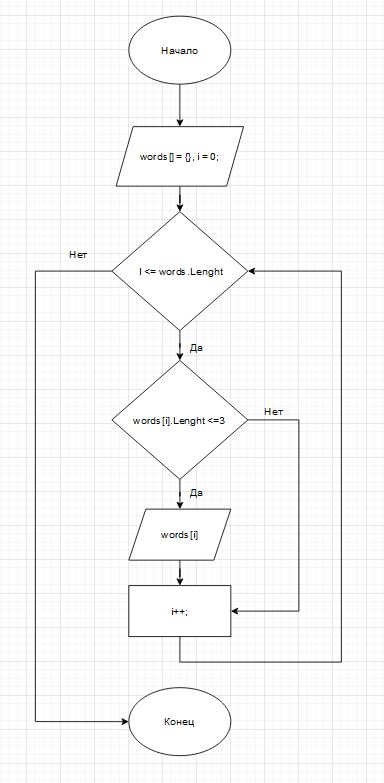 Начало
words [] = {}, i = 0;
Нет
I <= words.Lenght
Да
words[i].Lenght <=3
Нет
Да
words[i]
i++;
Конец